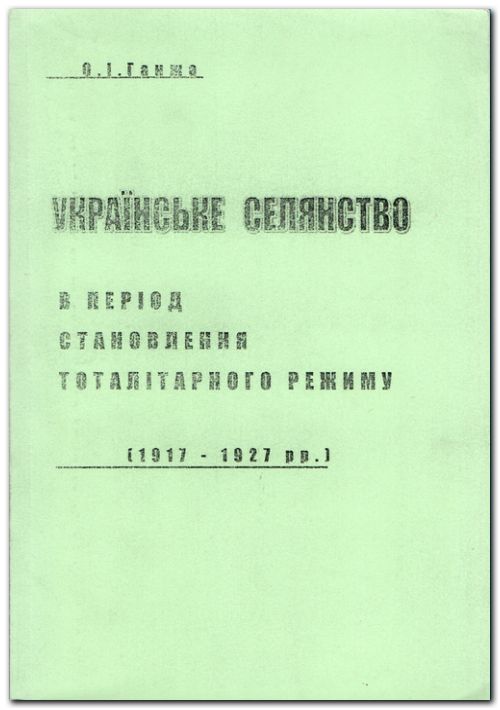 О.І.Ганжа
УКРАЇНСЬКЕ СЕЛЯНСТВО
В ПЕРІОД
СТАНОВЛЕННЯ
ТОТАЛІТАРНОГО РЕЖИМУ
(1917 - 1927 рр.)